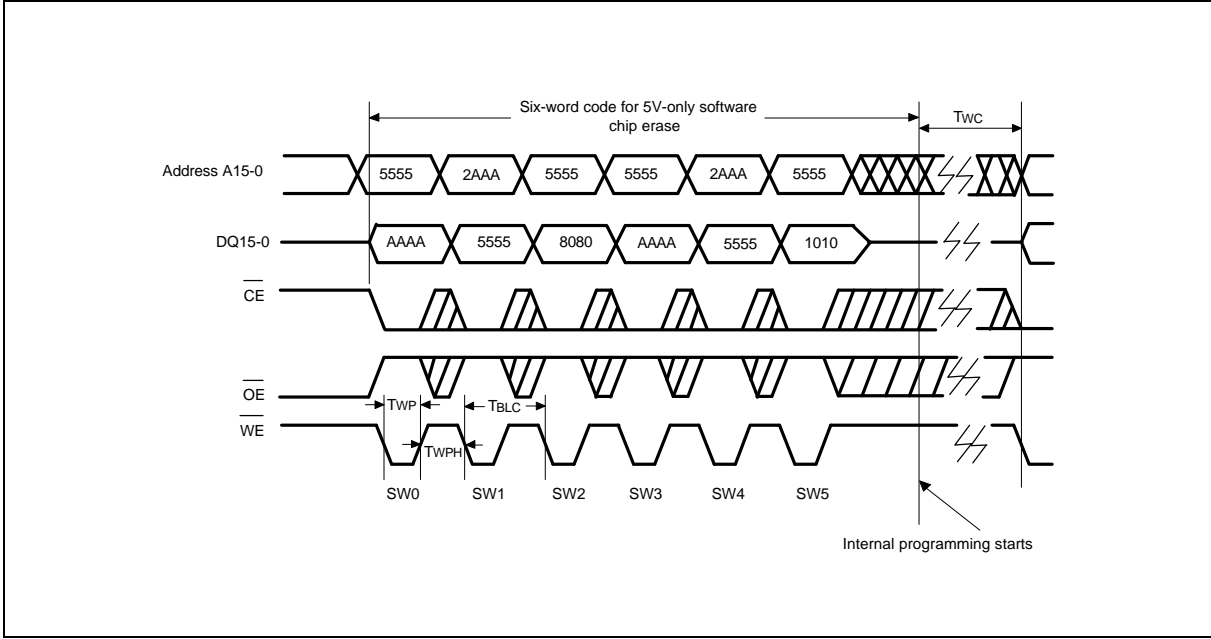 Six-word code for 5V-only software
chip erase
TWC
Address A15-0
5555
2AAA
5555
5555
2AAA
5555
DQ15-0
AAAA
5555
8080
AAAA
5555
1010
CE
OE
TWP
TBLC
WE
TWPH
SW0
SW1
SW2
SW3
SW4
SW5
Internal programming starts